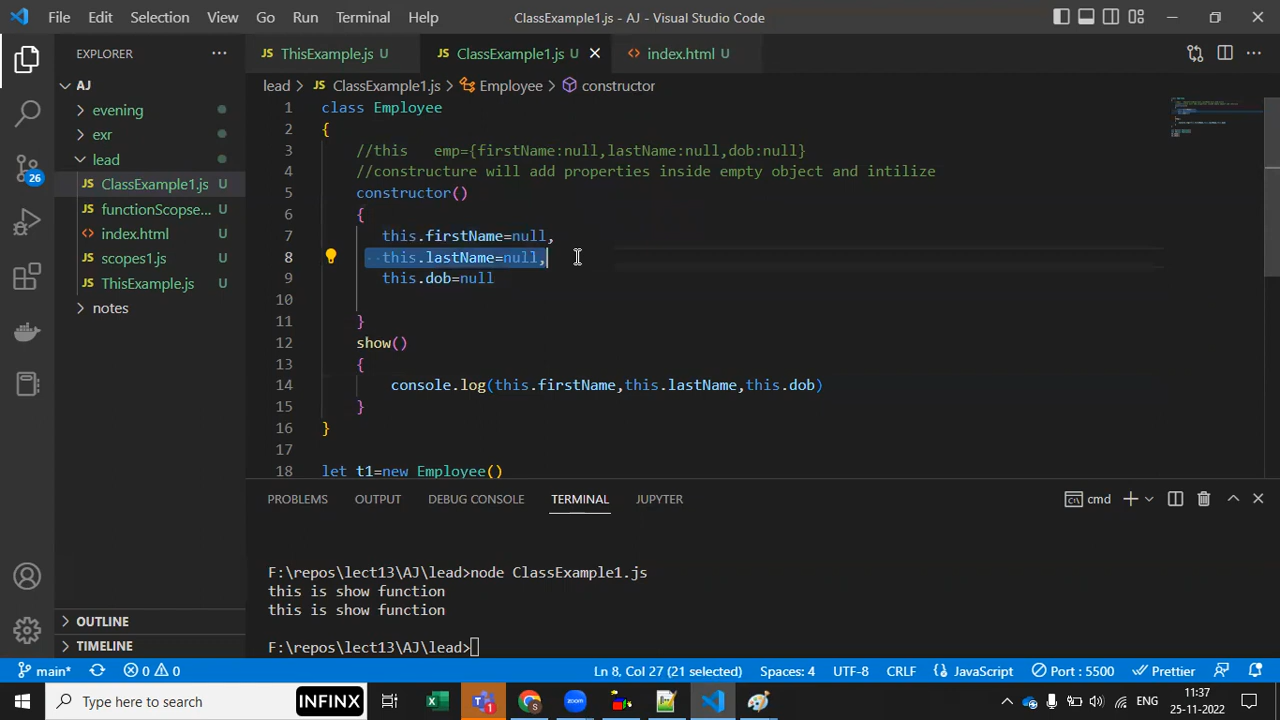 File Edit Selection View Go Run Terminal Help ClassExample1.js - AJ - Visual Studio Code
EXPLORER ··· JS ThisExample.js U JS ClassExample1.js U <> index.html U ···
AJ lead > JS ClassExample1.js > Employee > constructor
evening
exr
lead
JS ClassExample1.js U
JS functionScopse... U
<> index.html U
JS scopes1.js U
JS ThisExample.js U
notes
26
1 class Employee
2 {
3 //this   emp={firstName:null,lastName:null,dob:null}
4 //constructure will add properties inside empty object and intilize
5 constructor()
6 {
7 this.firstName=null,
8 this.lastName=null,
9 this.dob=null
10
11 }
12 show()
13 {
14 console.log(this.firstName,this.lastName,this.dob)
15 }
16 }
17
18 let t1=new Employee()
PROBLEMS OUTPUT DEBUG CONSOLE TERMINAL JUPYTER cmd
F:\repos\lect13\AJ\lead>node ClassExample1.js
this is show function
this is show function
F:\repos\lect13\AJ\lead>
OUTLINE
TIMELINE
main* 0 0 Ln 8, Col 27 (21 selected) Spaces: 4 UTF-8 CRLF {} JavaScript Port : 5500 Prettier
Type here to search INFINX ENG 11:37
25-11-2022